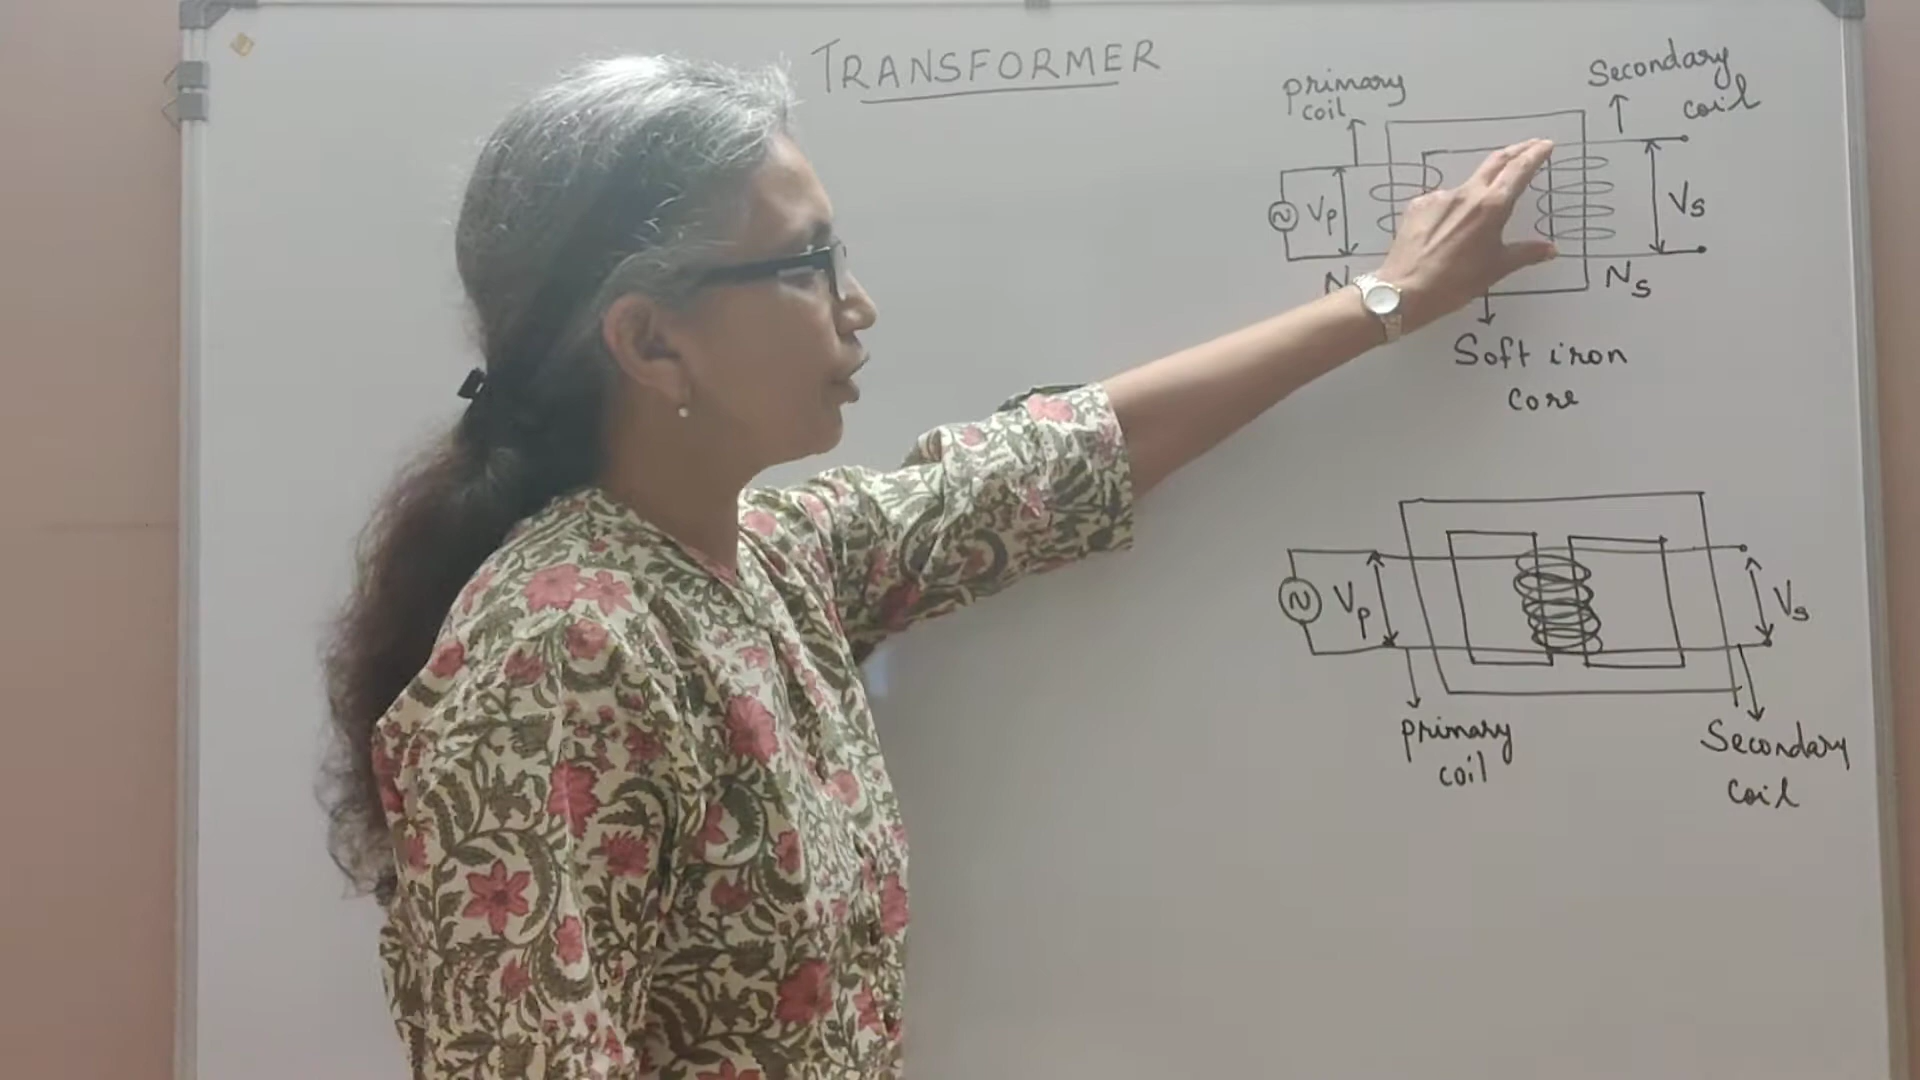 TRANSFORMER
primary
coil
Secondary
coil
Vp
Vs
N
Ns
Soft iron
core
Vp
Vs
primary
coil
Secondary
coil